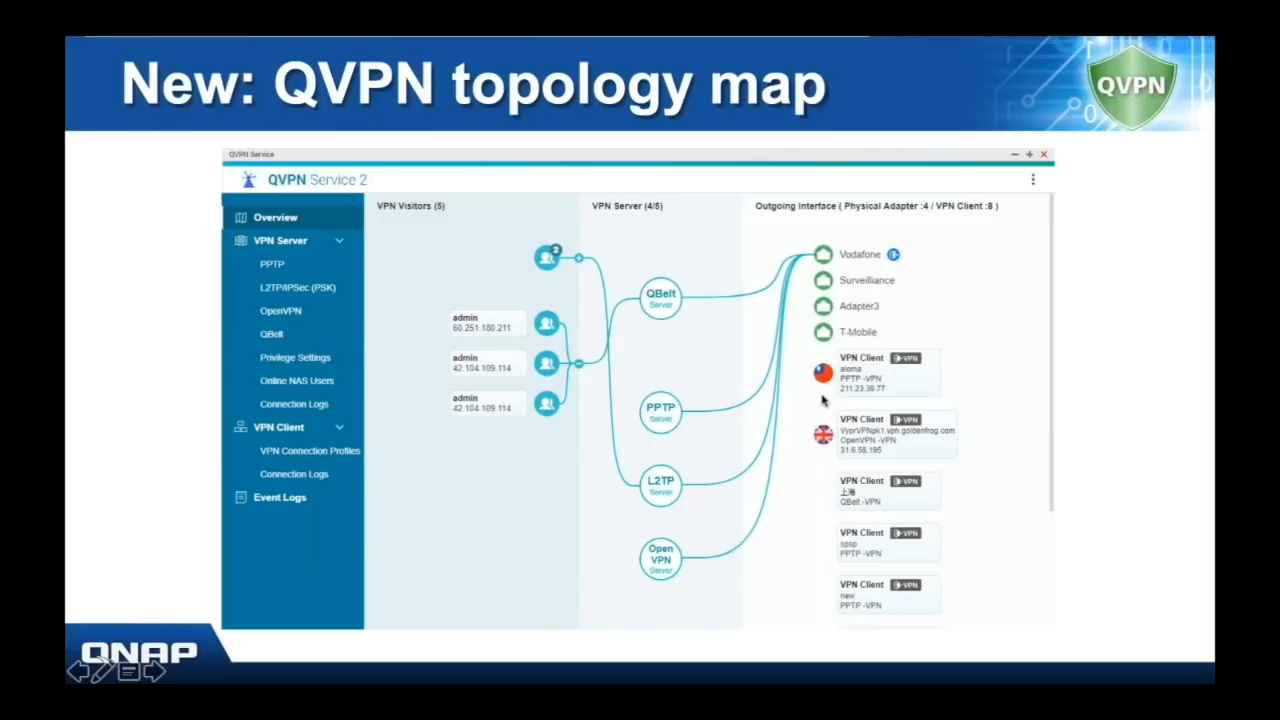 New: QVPN topology map
QVPN
QVPN Service
QVPN Service 2
Overview
VPN Server
PPTP
L2TP/IPSec (PSK)
OpenVPN
QBelt
Privilege Settings
Online NAS Users
Connection Logs
VPN Client
VPN Connection Profiles
Connection Logs
Event Logs
VPN Visitors (5)
2
admin
60.251.180.211
admin
42.104.109.114
admin
42.104.109.114
VPN Server (4/5)
QBelt
Server
PPTP
Server
L2TP
Server
Open
VPN
Server
Outgoing Interface ( Physical Adapter :4 / VPN Client :8 )
Vodafone
Surveilliance
Adapter3
T-Mobile
VPN Client VPN
aloma
PPTP -VPN
211.23.39.77
VPN Client VPN
VyprVPNpk1.vpn.goldenfrog.com
OpenVPN -VPN
31.6.58.195
VPN Client VPN
上海
QBelt -VPN
VPN Client VPN
spsp
PPTP -VPN
VPN Client VPN
new
PPTP -VPN
QNAP